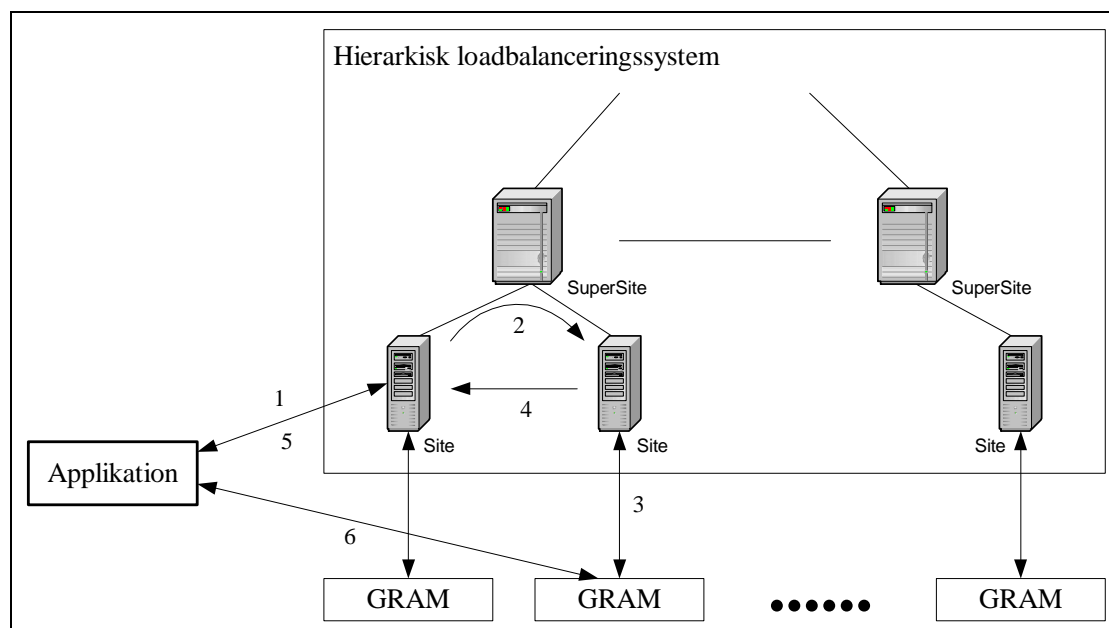 Hierarkisk loadbalanceringssystem
SuperSite
SuperSite
2
1
4
5
Site
Site
Site
Applikation
3
6
GRAM
GRAM
GRAM